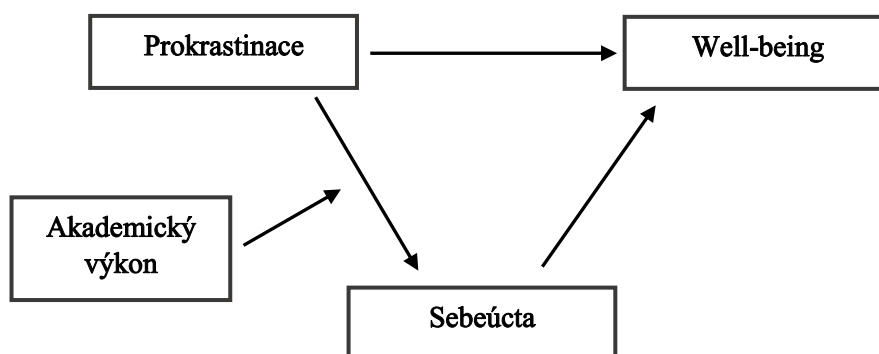 Prokrastinace
Well-being
Akademický
výkon
Sebeúcta